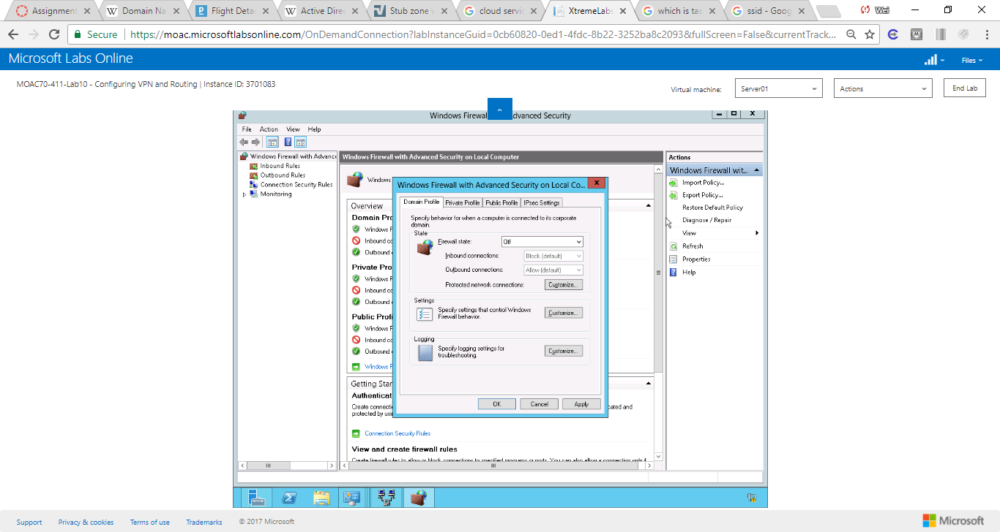 Assignment
Domain Na
Flight Detai
Active Direc
Stub zone v
cloud servic
XtremeLabs
which is tas
ssid - Goog
Wei
Secure
https://moac.microsoftlabsonline.com/OnDemandConnection?labInstanceGuid=0cb60820-0ed1-4fdc-8b22-3252ba8c2093&fullScreen=False&currentTrack...
Microsoft Labs Online
Files
MOAC70-411-Lab10 - Configuring VPN and Routing | Instance ID: 3701083
Virtual machine:
Server01
Actions
End Lab
Windows Firewal
dvanced Security
File Action View Help
Windows Firewall with Advanc
Inbound Rules
Outbound Rules
Connection Security Rules
Monitoring
Windows Firewall with Advanced Security on Local Computer
Windows
Overview
Domain Pro
Windows F
Inbound co
Outbound
Private Pro
Windows F
Inbound co
Outbound
Public Profi
Windows F
Inbound co
Outbound
Windows F
Getting Star
Authenticat
Create connecti
cated and
protected by usi
Connection Security Rules
View and create firewall rules
Create firewall rules to allow or block connections to specified programs or ports. You can also allow a connection only if
Windows Firewall with Advanced Security on Local Co...
Domain Profile
Private Profile
Public Profile
IPsec Settings
Specify behavior for when a computer is connected to its corporate
domain.
State
Firewall state:
Off
Inbound connections:
Block (default)
Outbound connections:
Allow (default)
Protected network connections:
Customize...
Settings
Specify settings that control Windows
Firewall behavior.
Customize...
Logging
Specify logging settings for
troubleshooting.
Customize...
OK
Cancel
Apply
Actions
Windows Firewall wit...
Import Policy...
Export Policy...
Restore Default Policy
Diagnose / Repair
View
Refresh
Properties
Help
Support
Privacy & cookies
Terms of use
Trademarks
© 2017 Microsoft
Microsoft